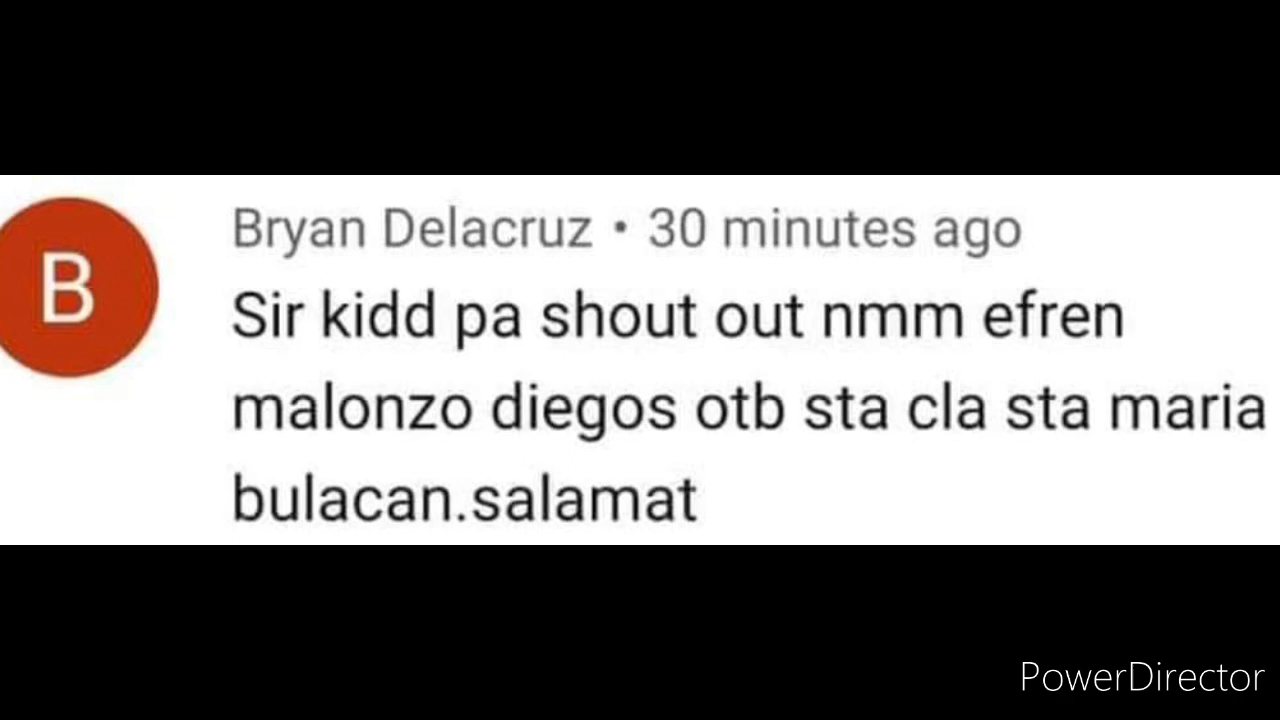 B
Bryan Delacruz • 30 minutes ago
Sir kidd pa shout out nmm efren
malonzo diegos otb sta cla sta maria
bulacan.salamat
PowerDirector